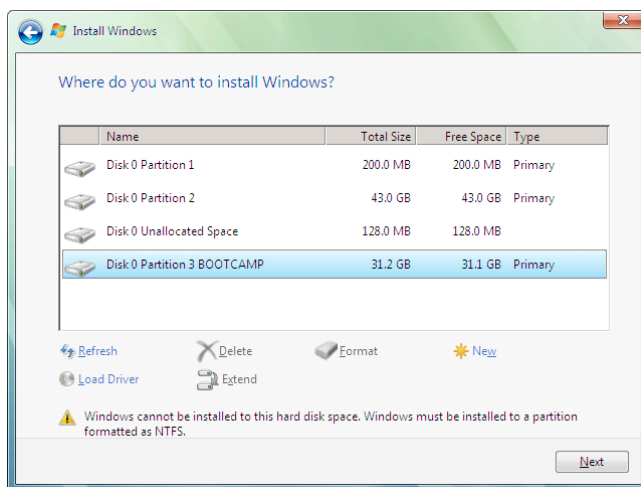 Install Windows
Where do you want to install Windows?
Name Total Size Free Space Type
Disk 0 Partition 1 200.0 MB 200.0 MB Primary
Disk 0 Partition 2 43.0 GB 43.0 GB Primary
Disk 0 Unallocated Space 128.0 MB 128.0 MB
Disk 0 Partition 3 BOOTCAMP 31.2 GB 31.1 GB Primary
Refresh Delete Format New
Load Driver Extend
Windows cannot be installed to this hard disk space. Windows must be installed to a partition
formatted as NTFS.
Next